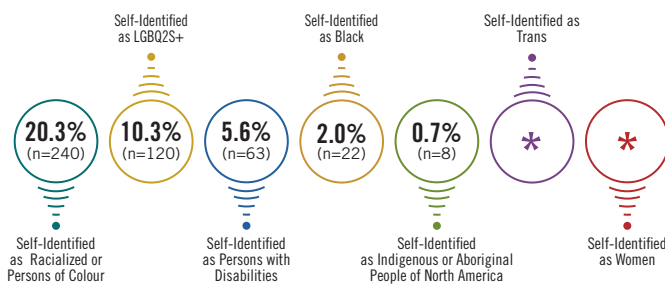 Self-Identified
as LGBQ2S+
Self-Identified
as Black
Self-Identified as
Trans
20.3%
(n=240)
10.3%
(n=120)
5.6%
(n=63)
2.0%
(n=22)
0.7%
(n=8)
*
*
Self-Identified
as Racialized or
Persons of Colour
Self-Identified
as Persons with
Disabilities
Self-Identified
as Indigenous or Aboriginal
People of North America
Self-Identified
as Women